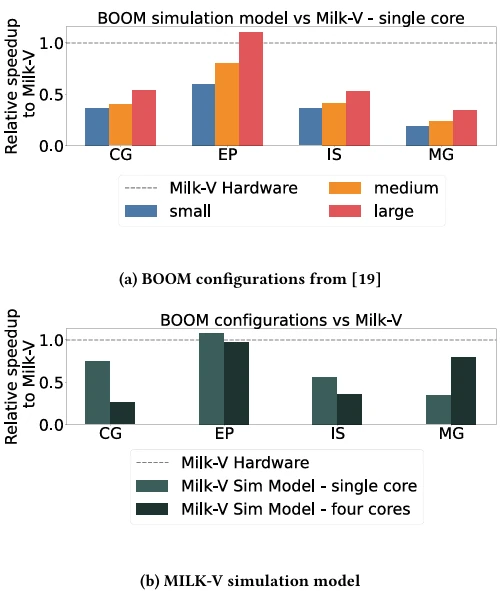 BOOM simulation model vs Milk-V - single core
Relative speedup
to Milk-V
1.0
0.5
0.0
CG EP IS MG
Milk-V Hardware
small
medium
large
(a) BOOM configurations from [19]
BOOM configurations vs Milk-V
Relative speedup
to Milk-V
1.0
0.5
0.0
CG EP IS MG
Milk-V Hardware
Milk-V Sim Model - single core
Milk-V Sim Model - four cores
(b) MILK-V simulation model